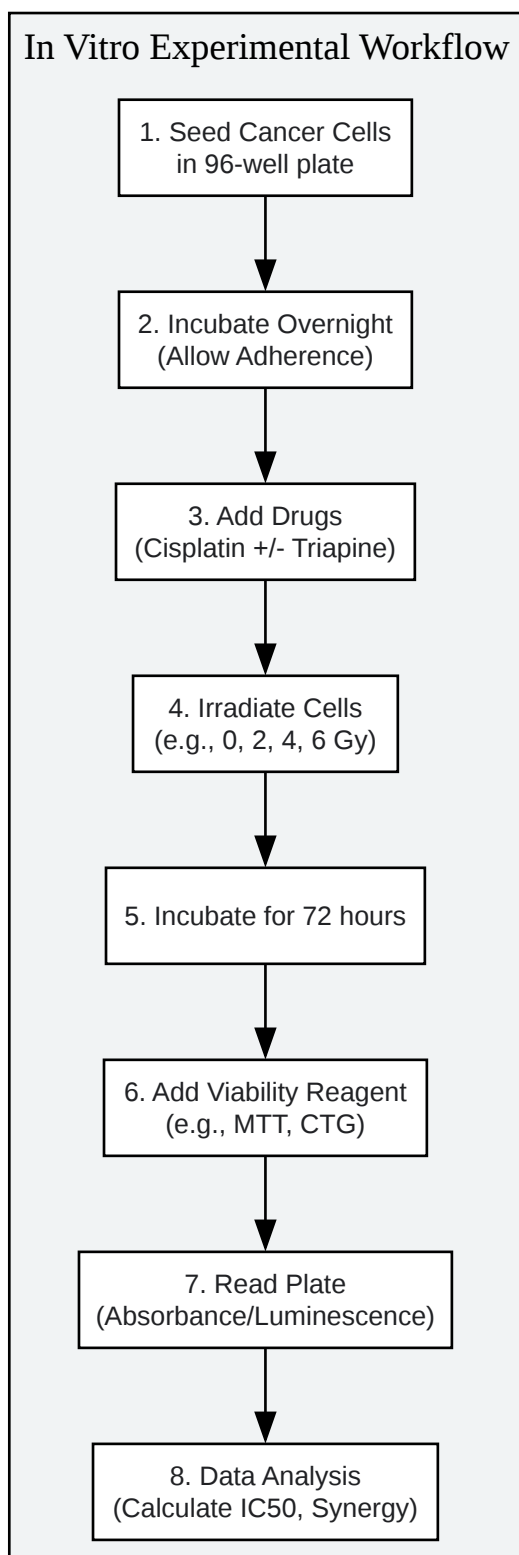 In Vitro Experimental Workflow
1. Seed Cancer Cells
in 96-well plate
2. Incubate Overnight
(Allow Adherence)
3. Add Drugs
(Cisplatin +/- Triapine)
4. Irradiate Cells
(e.g., 0, 2, 4, 6 Gy)
5. Incubate for 72 hours
6. Add Viability Reagent
(e.g., MTT, CTG)
7. Read Plate
(Absorbance/Luminescence)
8. Data Analysis
(Calculate IC50, Synergy)